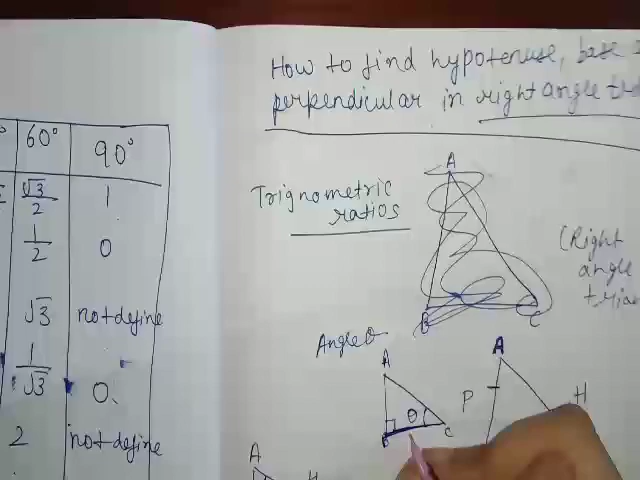 60° 90°
√3/2 1
1/2 0
√3 not define
1/√3 0
2 not define
How to find hypotenuse, base
perpendicular in right angle
Trignometric
ratios
A
B C
(Right
angle
Angle θ
A
θ
B C
A
P H
A
H